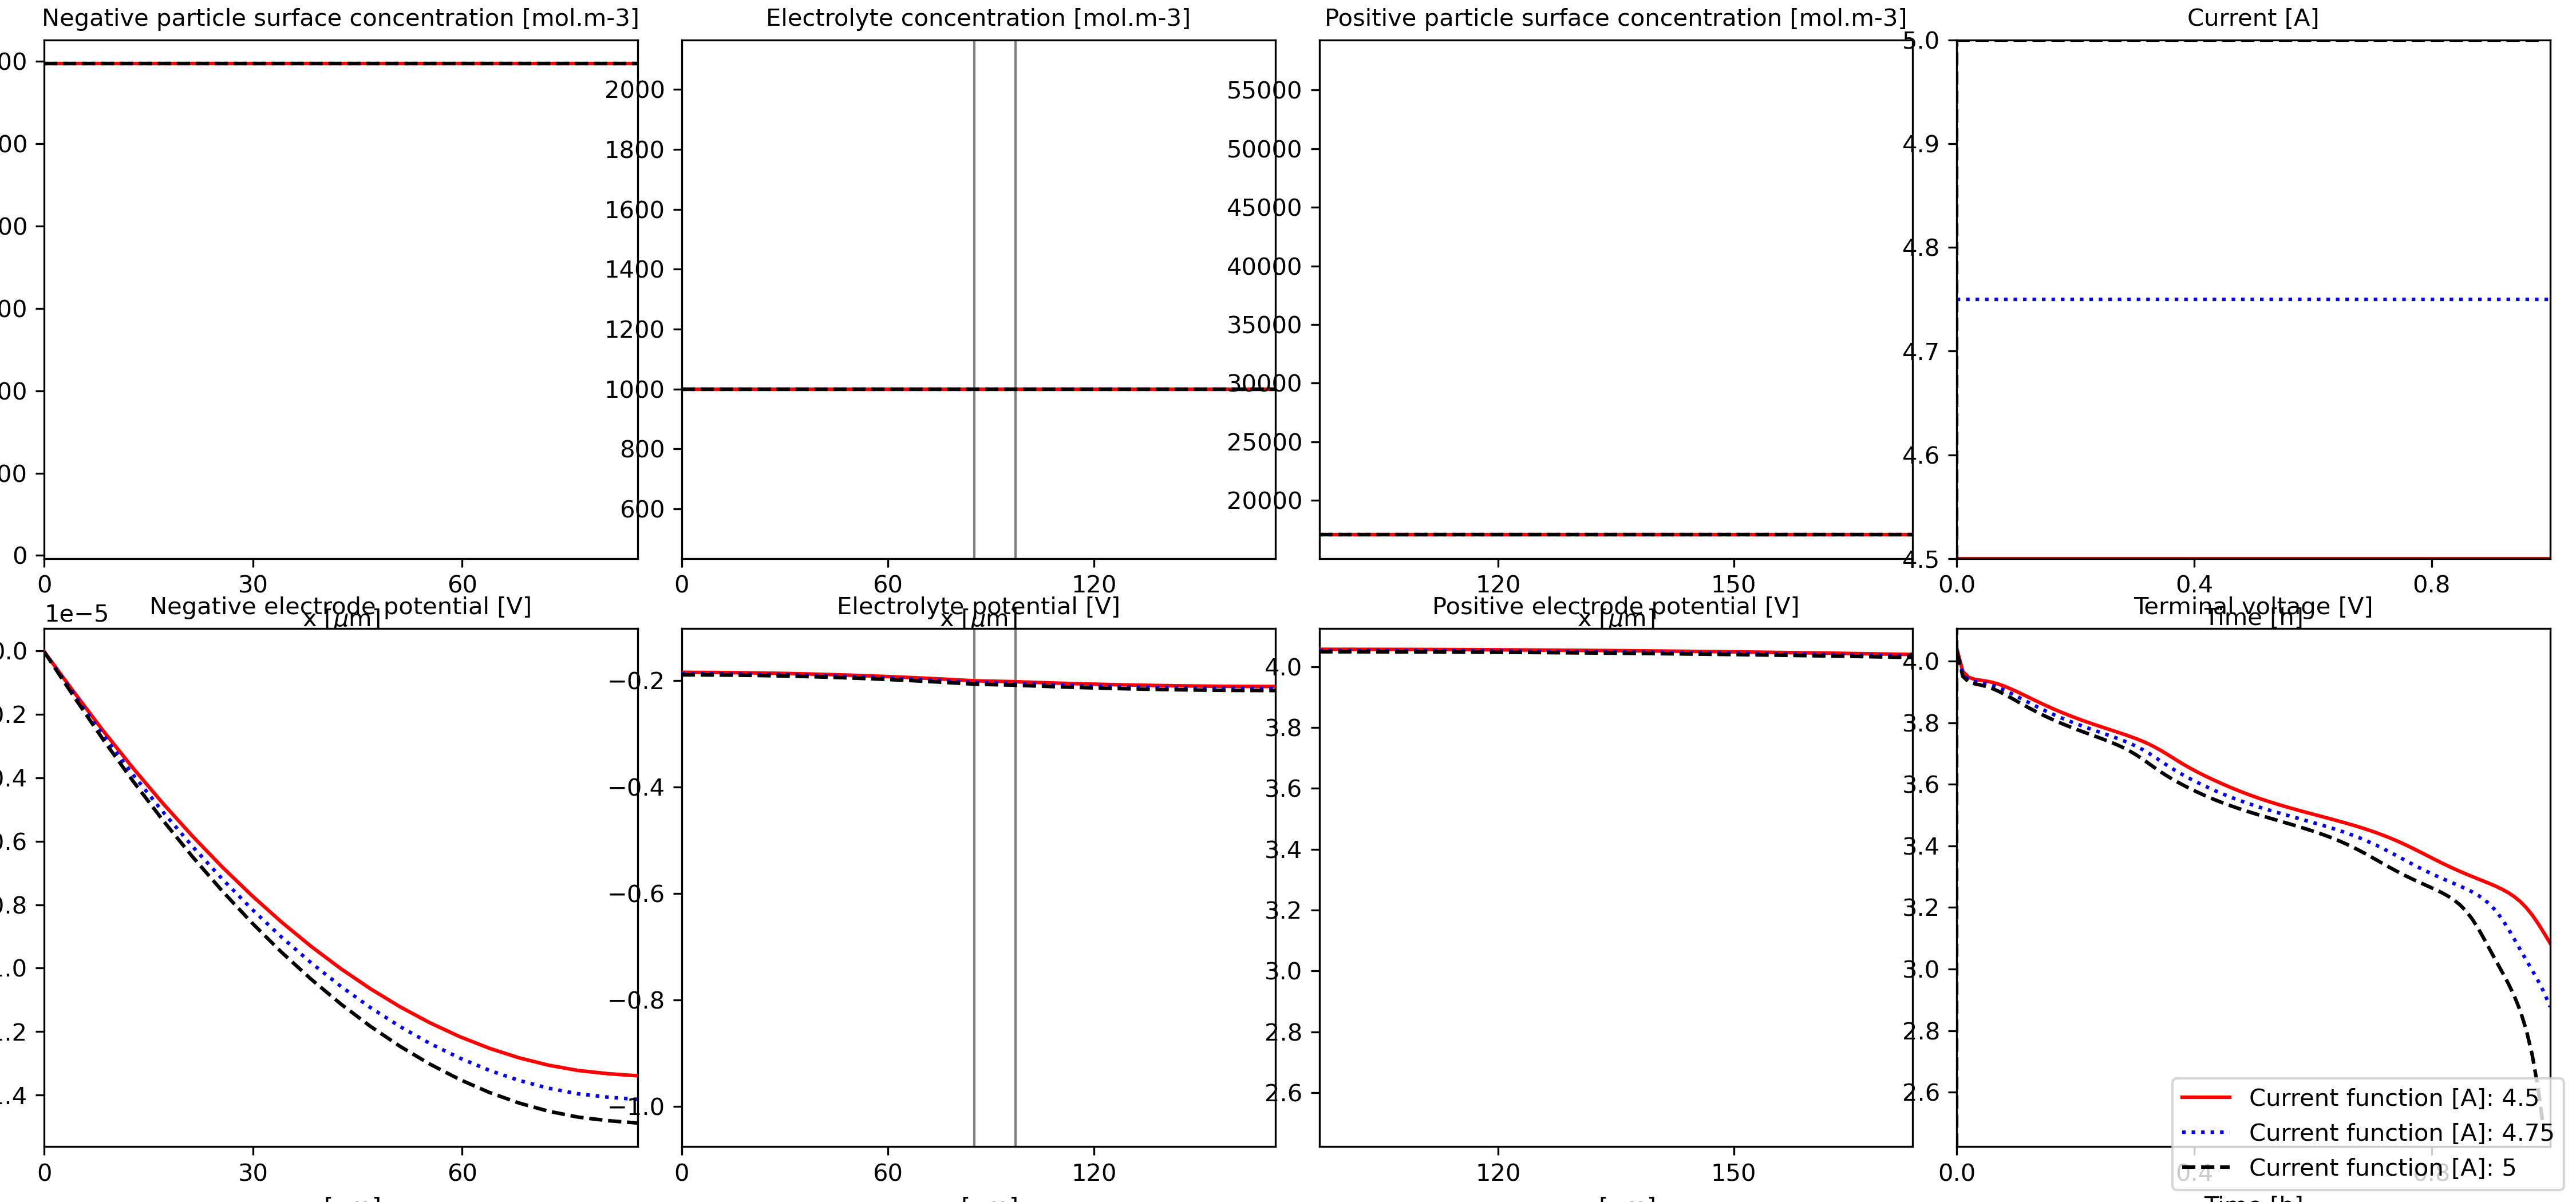 Negative particle surface concentration [mol.m-3]
Electrolyte concentration [mol.m-3]
Positive particle surface concentration [mol.m-3]
Current [A]
2000
1800
1600
1400
1200
1000
800
600
0
55000
50000
45000
40000
35000
30000
25000
20000
5.0
4.9
4.8
4.7
4.6
4.5
0 30 60
0 60 120
120 150
0.0 0.4 0.8
x [μm]
x [μm]
x [μm]
Time [h]
1e−5
Negative electrode potential [V]
Electrolyte potential [V]
Positive electrode potential [V]
Terminal voltage [V]
−0.2
−0.4
−0.6
−0.8
−1.0
4.0
3.8
3.6
3.4
3.2
3.0
2.8
2.6
4.0
3.8
3.6
3.4
3.2
3.0
2.8
2.6
Current function [A]: 4.5
Current function [A]: 4.75
Current function [A]: 5
0 30 60
0 60 120
120 150
0.0 0.4 0.8
Time [h]